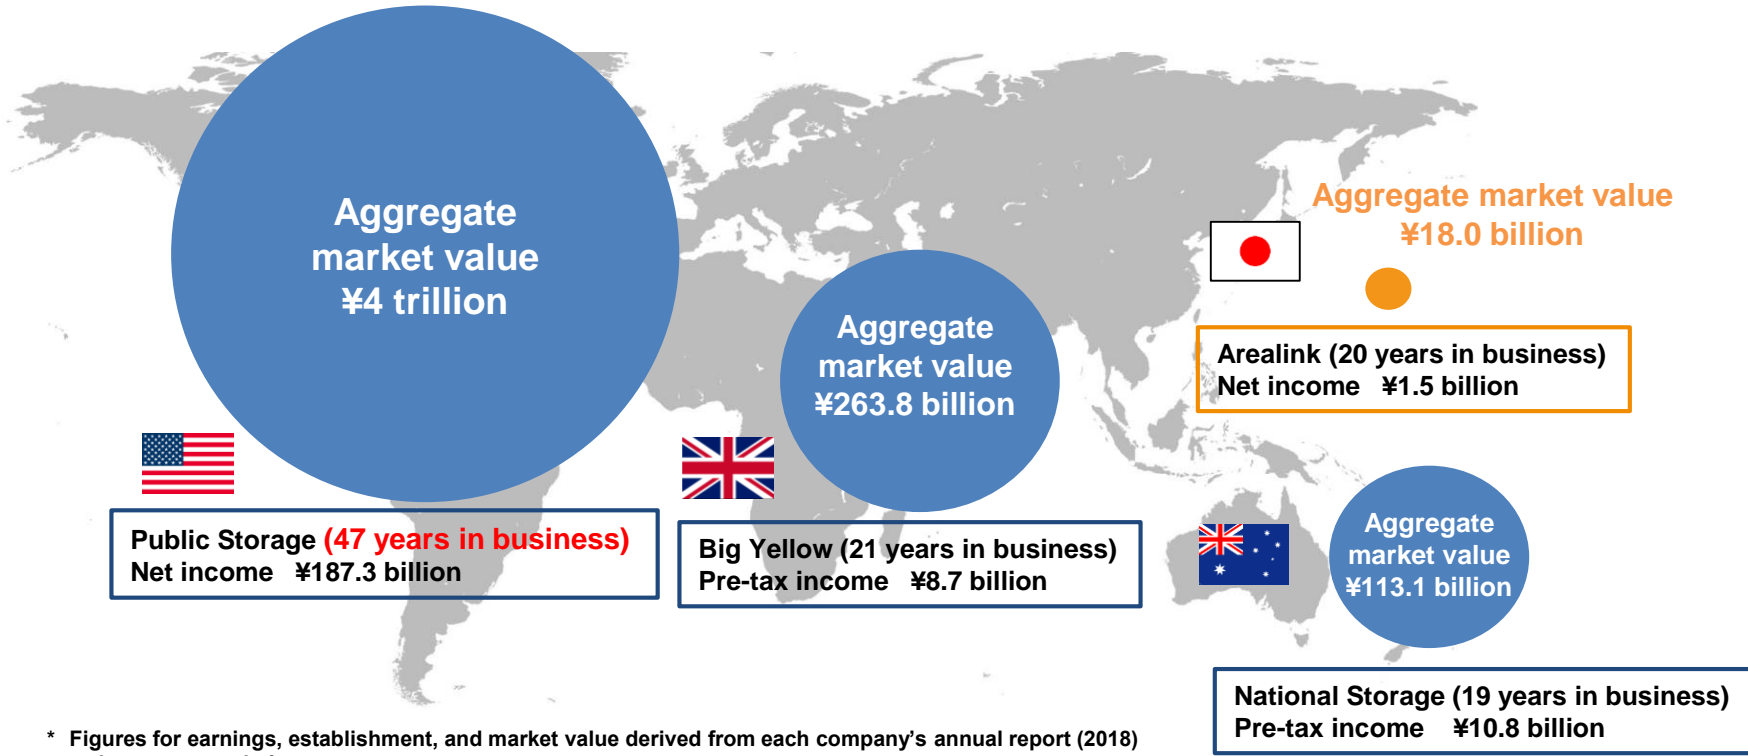 Aggregate
market value
¥4 trillion
Public Storage (47 years in business)
Net income ¥187.3 billion
Aggregate
market value
¥263.8 billion
Big Yellow (21 years in business)
Pre-tax income ¥8.7 billion
Aggregate market value
¥18.0 billion
Arealink (20 years in business)
Net income ¥1.5 billion
Aggregate
market value
¥113.1 billion
National Storage (19 years in business)
Pre-tax income ¥10.8 billion
* Figures for earnings, establishment, and market value derived from each company's annual report (2018)